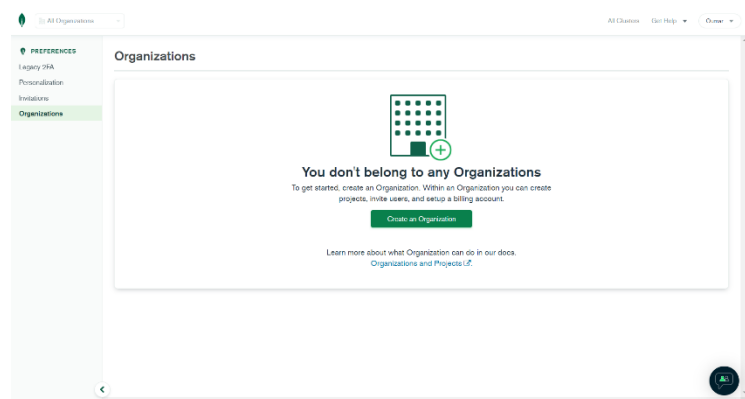 All Organizations
All Clusters Get Help
PREFERENCES
Legacy 2FA
Personalization
Invitations
Organizations
Organizations
You don't belong to any Organizations
To get started, create an Organization. Within an Organization you can create
projects, invite users, and setup a billing account.
Create an Organization
Learn more about what Organization can do in our docs.
Organizations and Projects